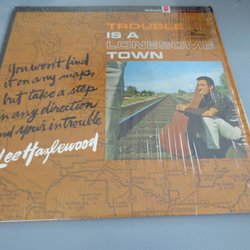 TROUBLE
IS A
LONESOME
TOWN
You won't find
it on any map,
but take a step
in any direction
and you're in trouble
Lee Hazlewood